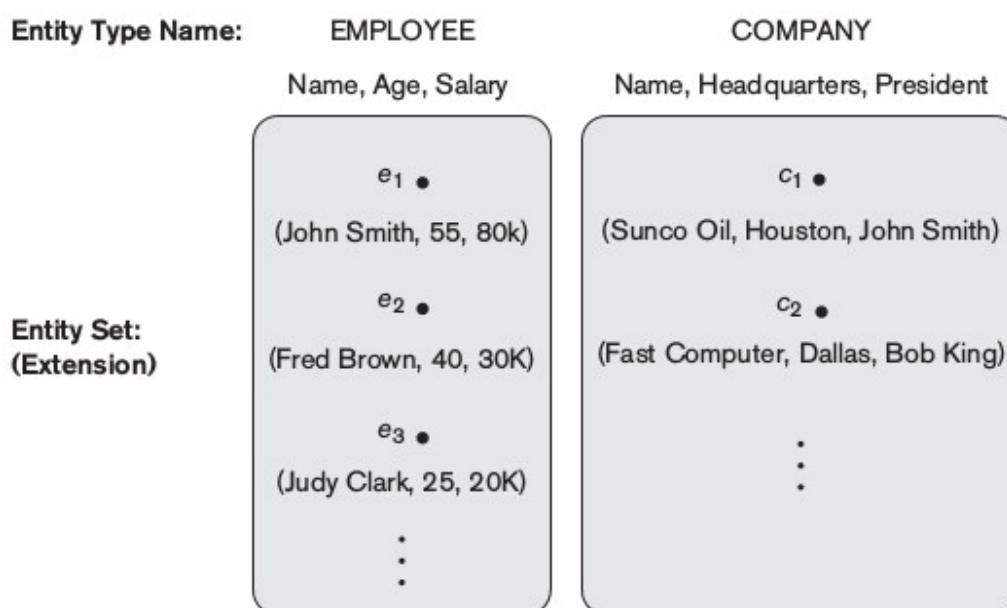 Entity Type Name: EMPLOYEE COMPANY
Name, Age, Salary Name, Headquarters, President
e1 c1
(John Smith, 55, 80k) (Sunco Oil, Houston, John Smith)
e2 c2
Entity Set:
(Extension)
(Fred Brown, 40, 30K) (Fast Computer, Dallas, Bob King)
e3
(Judy Clark, 25, 20K)